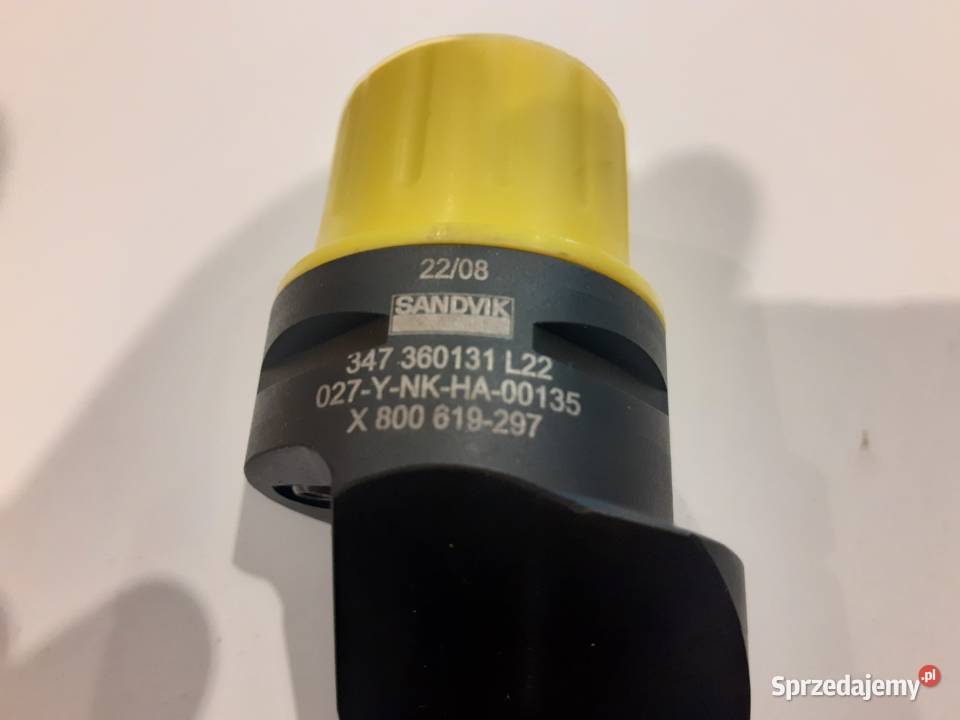 22/08
SANDVIK
347 360131 L22
027-Y-NK-HA-00135
X 800 619-297
Sprzedajemy.pl